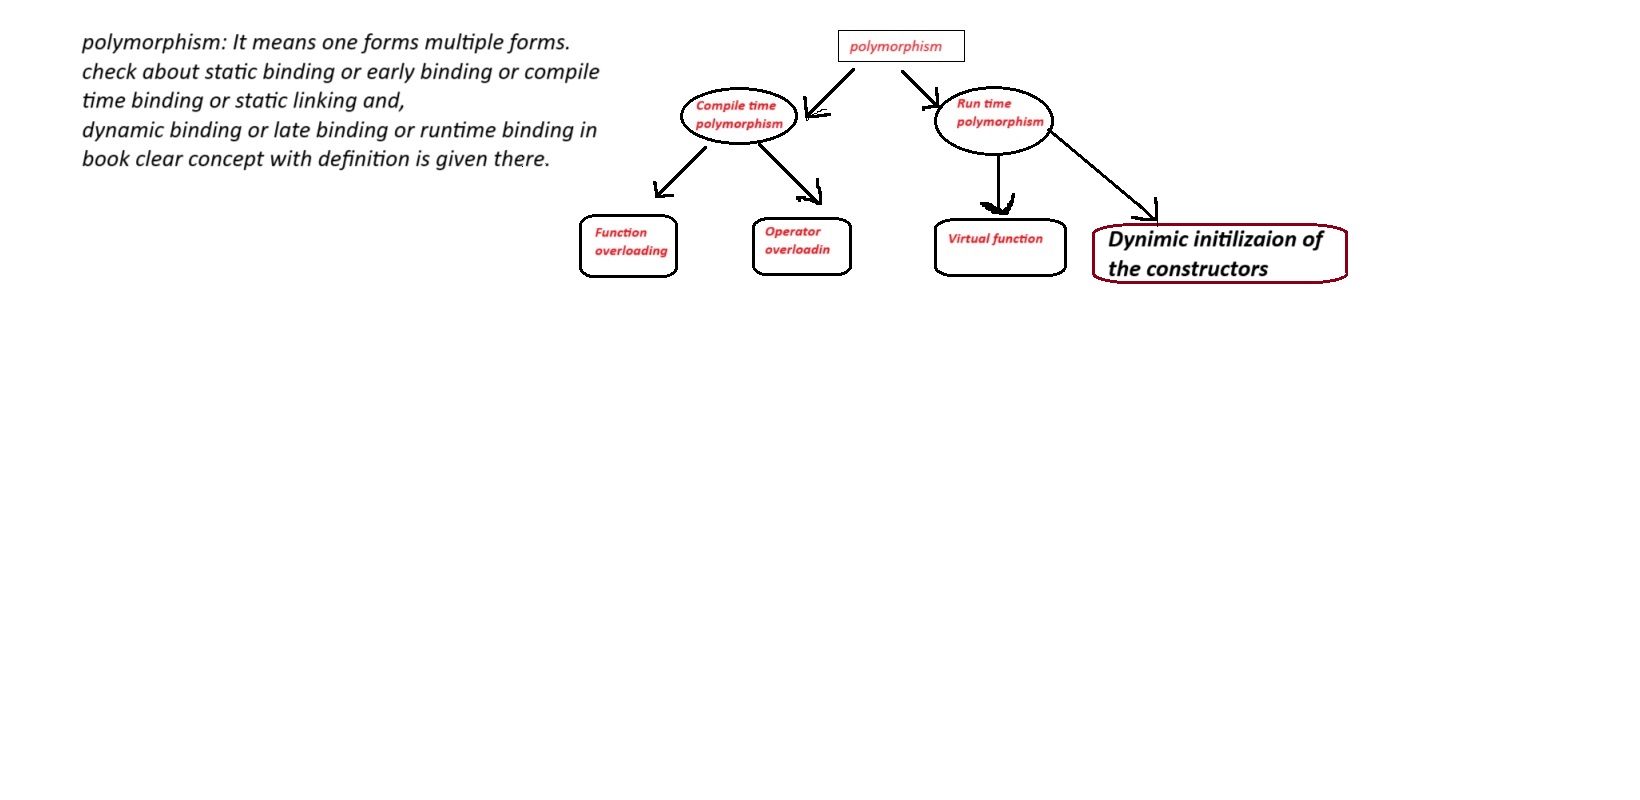 polymorphism: It means one forms multiple forms.
check about static binding or early binding or compile
time binding or static linking and,
dynamic binding or late binding or runtime binding in
book clear concept with definition is given there.
polymorphism
Compile time
polymorphism
Run time
polymorphism
Function
overloading
Operator
overloadin
Virtual function
Dynimic initilizaion of
the constructors